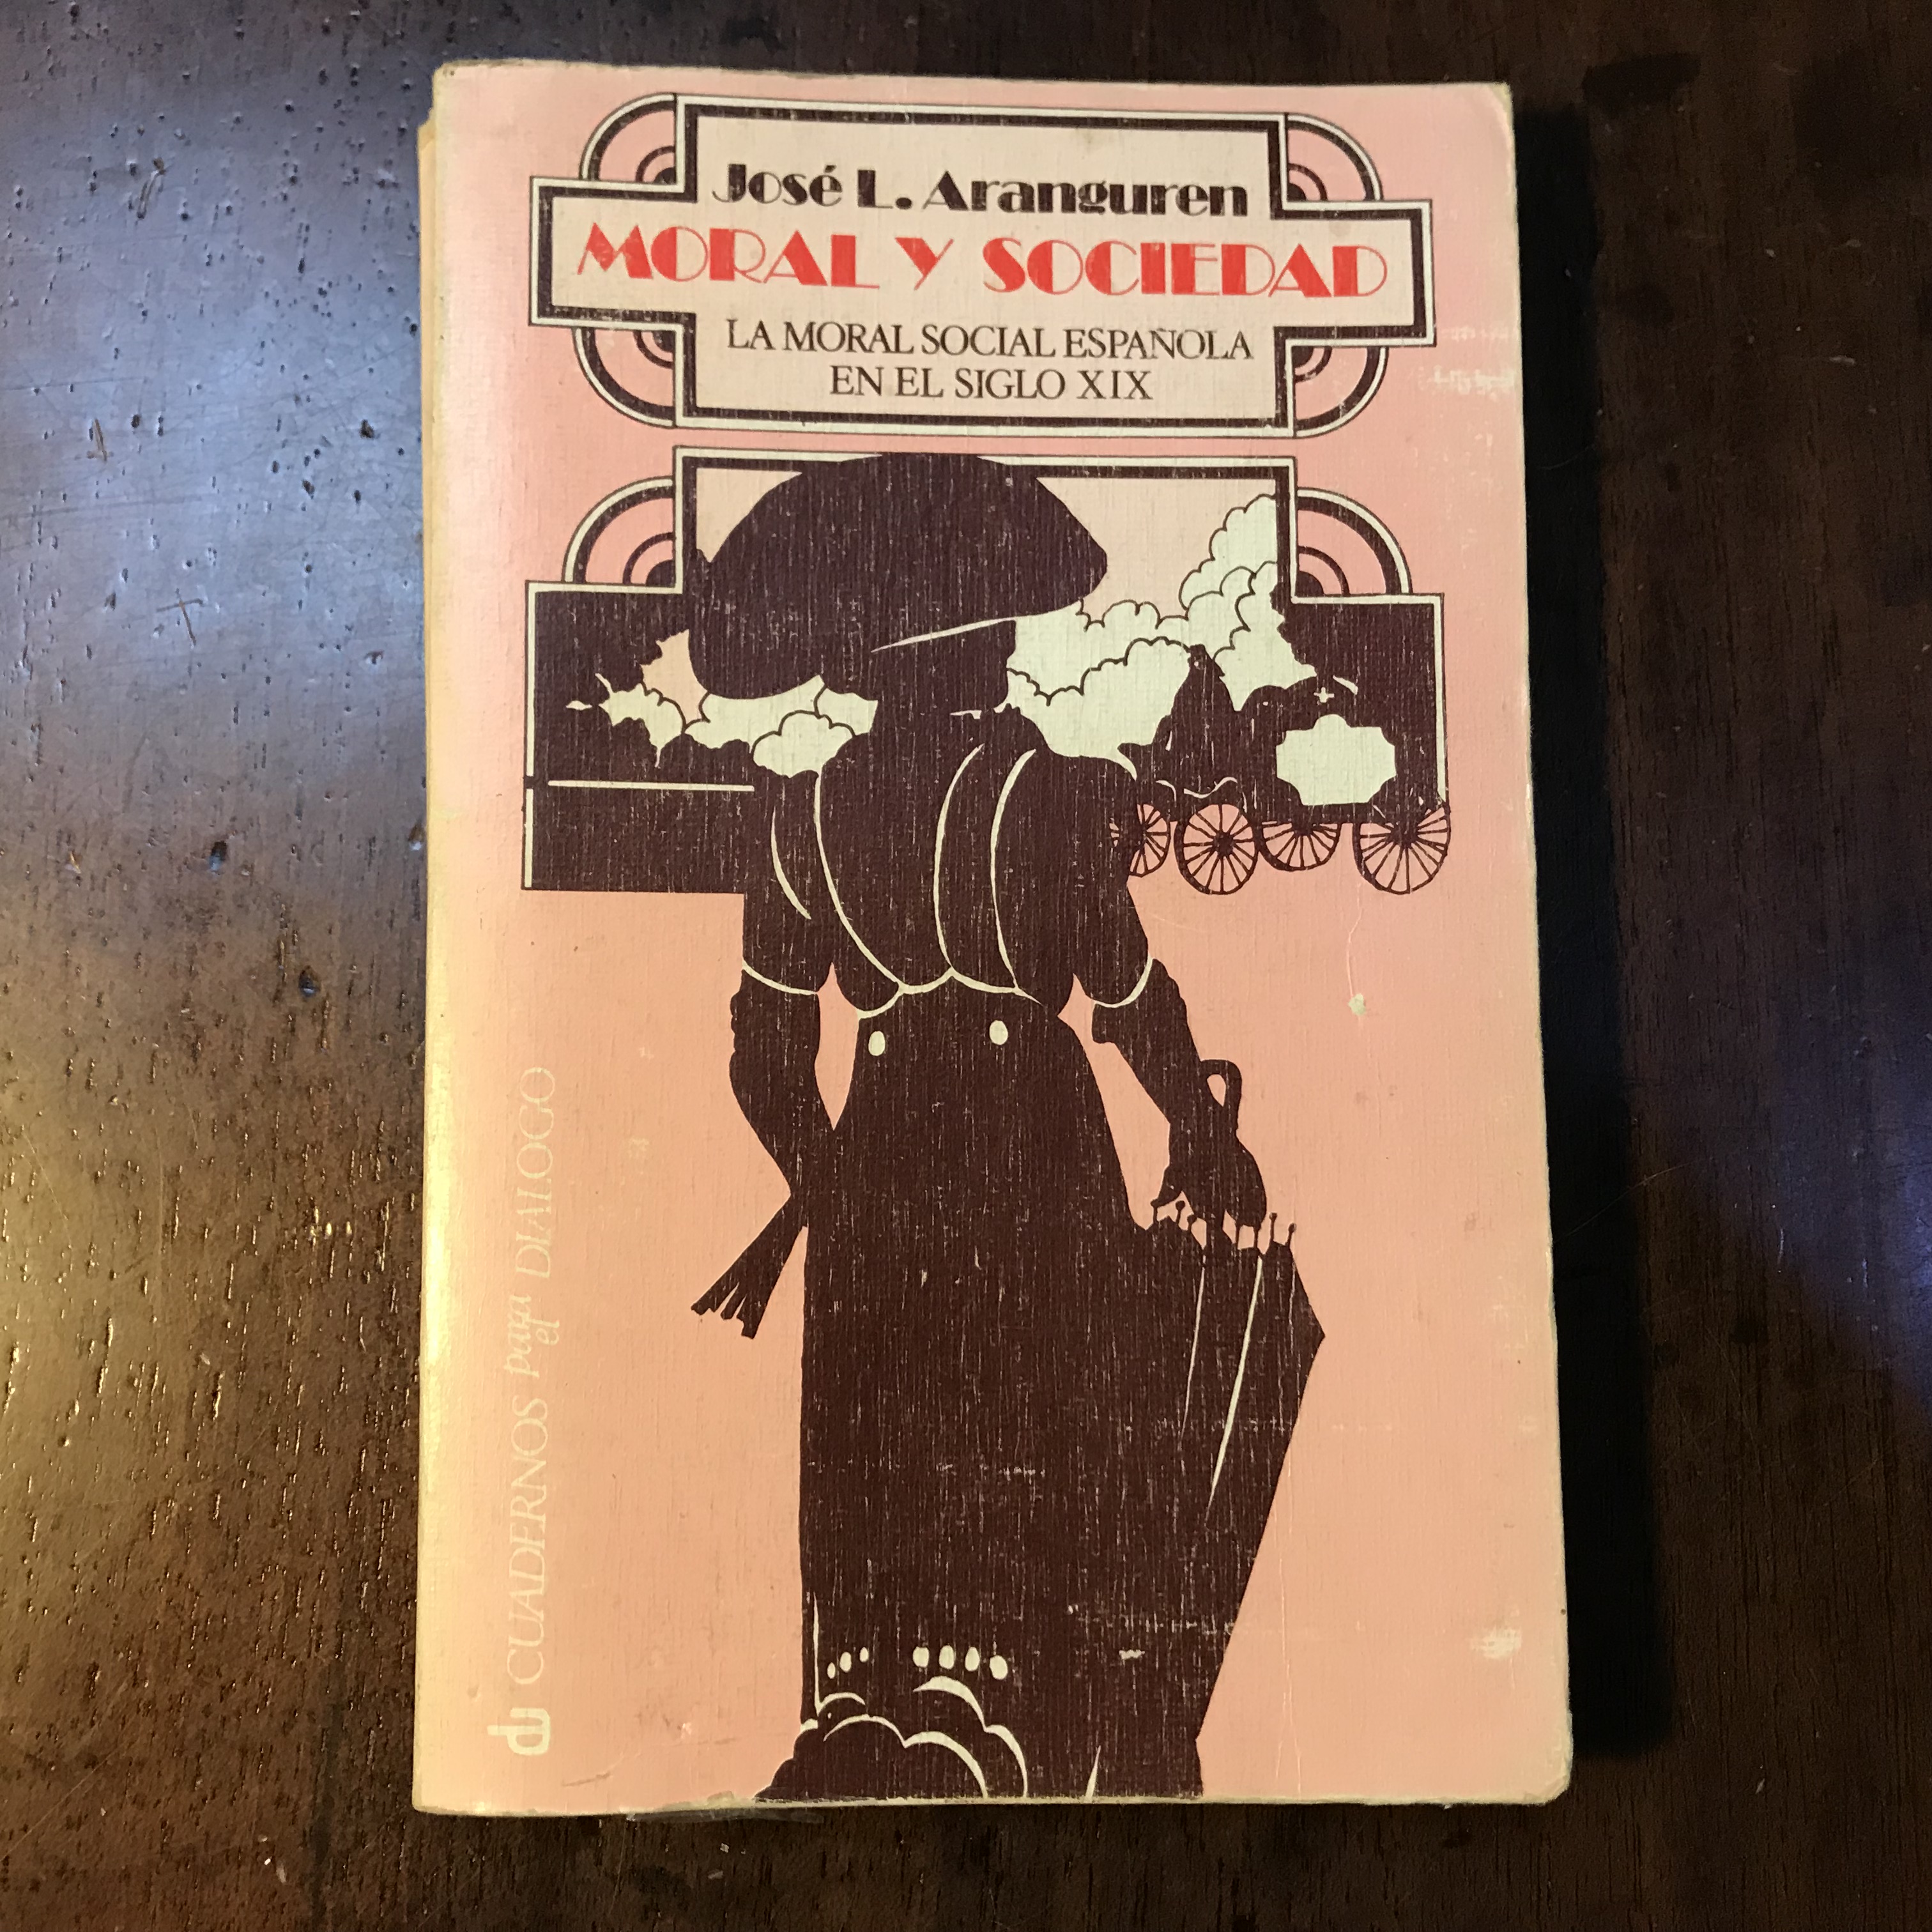 José L. Aranguren
MORAL Y SOCIEDAD
LA MORAL SOCIAL ESPAÑOLA
EN EL SIGLO XIX
CUADERNOS para el DIALOGO